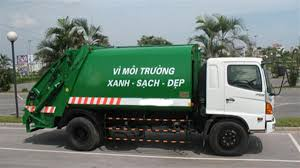 VÌ MÔI TRƯỜNG
XANH - SẠCH - ĐẸP